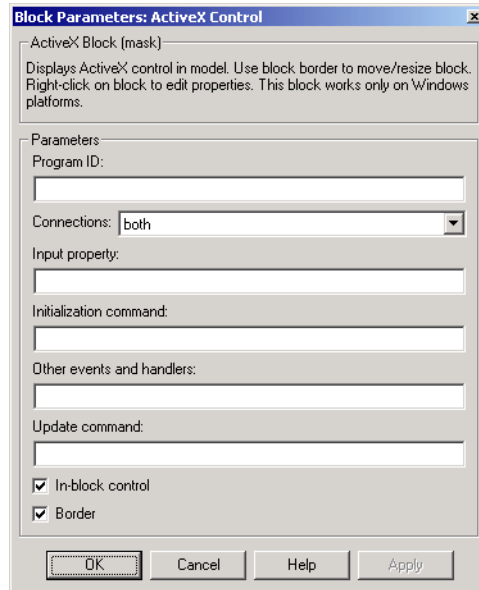 Block Parameters: ActiveX Control
ActiveX Block (mask)
Displays ActiveX control in model. Use block border to move/resize block.
Right-click on block to edit properties. This block works only on Windows
platforms.
Parameters
Program ID:
Connections: both
Input property:
Initialization command:
Other events and handlers:
Update command:
In-block control
Border
OK Cancel Help Apply